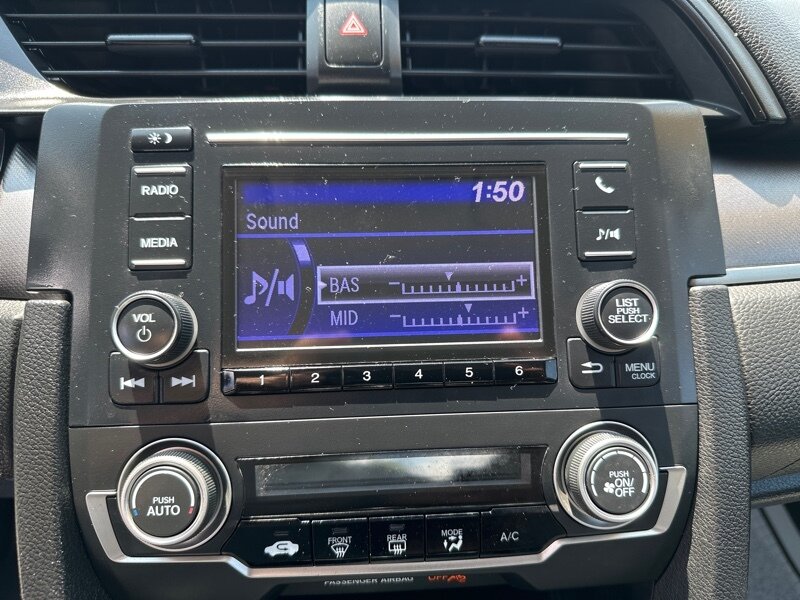 1:50
RADIO
Sound
MEDIA
BAS - +
MID - +
VOL
LIST
PUSH
SELECT
MENU
CLOCK
1 2 3 4 5 6
PUSH
AUTO
PUSH
ON/
OFF
FRONT
REAR
MODE
A/C
PASSENGER AIRBAG OFF